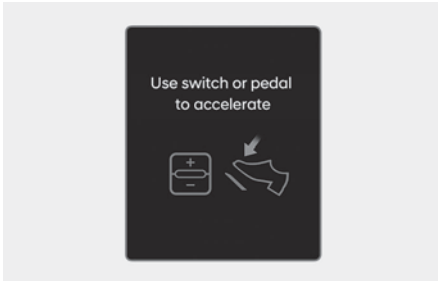 Use switch or pedal
to accelerate
+
-